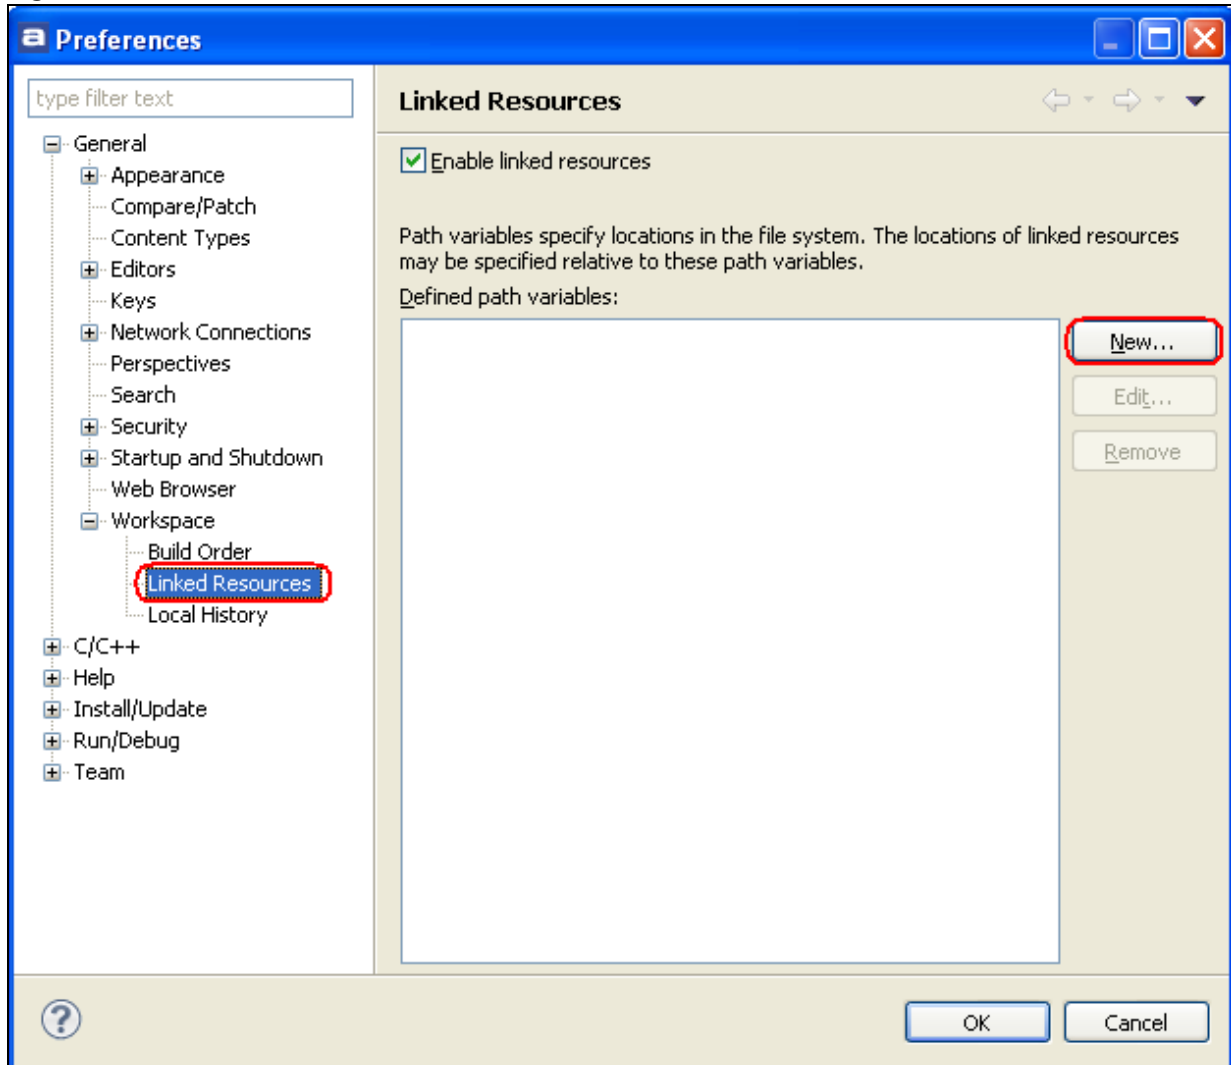 a Preferences
type filter text
General
Appearance
Compare/Patch
Content Types
Editors
Keys
Network Connections
Perspectives
Search
Security
Startup and Shutdown
Web Browser
Workspace
Build Order
Linked Resources
Local History
C/C++
Help
Install/Update
Run/Debug
Team
Linked Resources
Enable linked resources
Path variables specify locations in the file system. The locations of linked resources
may be specified relative to these path variables.
Defined path variables:
New...
Edit...
Remove
?
OK
Cancel